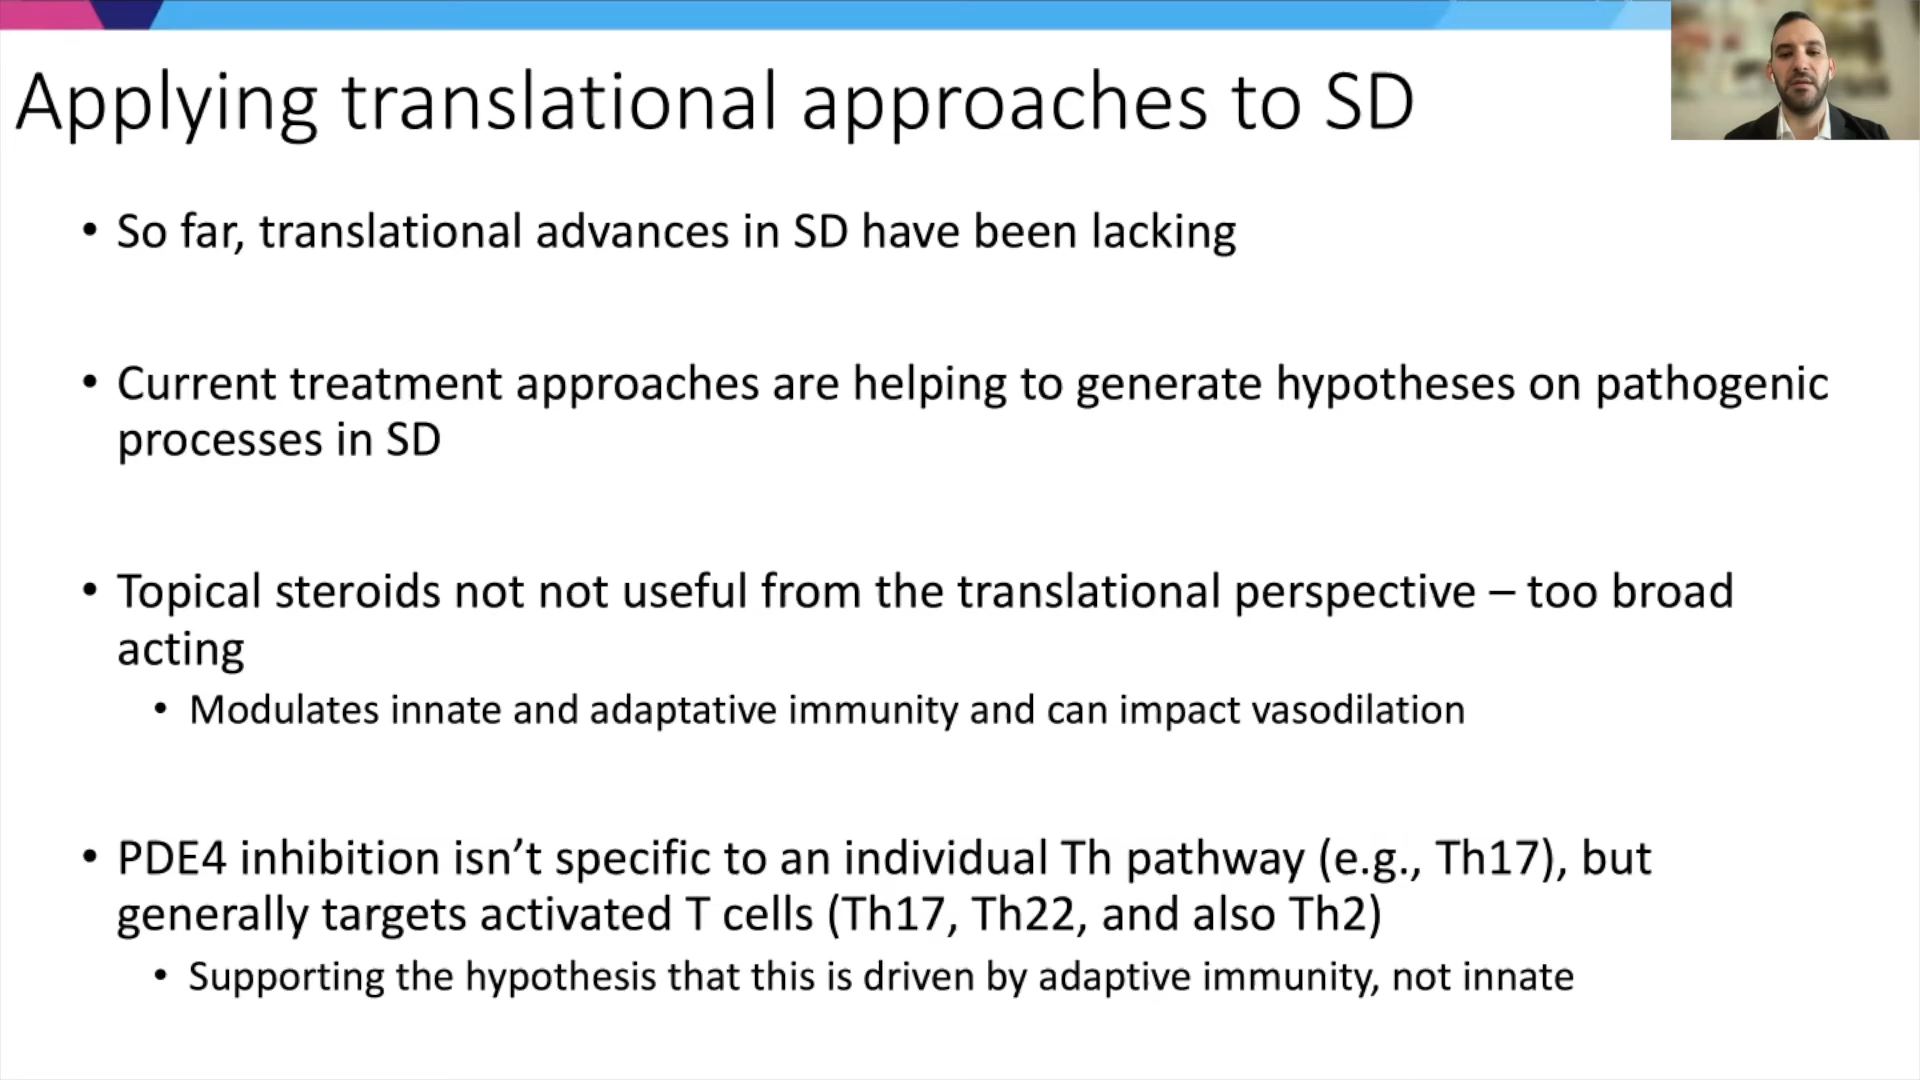 Applying translational approaches to SD
• So far, translational advances in SD have been lacking
• Current treatment approaches are helping to generate hypotheses on pathogenic
processes in SD
• Topical steroids not not useful from the translational perspective – too broad
acting
• Modulates innate and adaptative immunity and can impact vasodilation
• PDE4 inhibition isn’t specific to an individual Th pathway (e.g., Th17), but
generally targets activated T cells (Th17, Th22, and also Th2)
• Supporting the hypothesis that this is driven by adaptive immunity, not innate